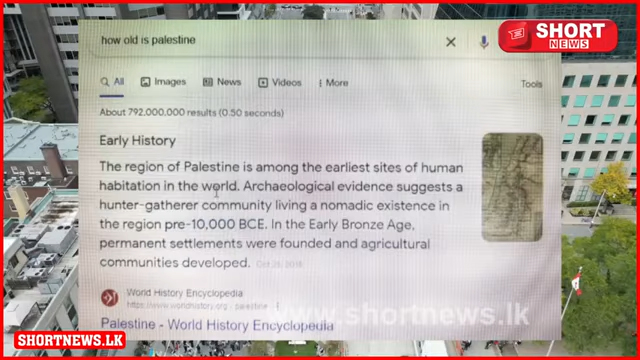 how old is palestine
SHORT
NEWS
All Images News Videos More Tools
About 792,000,000 results (0.50 seconds)
Early History
The region of Palestine is among the earliest sites of human
habitation in the world. Archaeological evidence suggests a
hunter-gatherer community living a nomadic existence in
the region pre-10,000 BCE. In the Early Bronze Age,
permanent settlements were founded and agricultural
communities developed. Oct 25, 2018
World History Encyclopedia
https://www.worldhistory.org › palestine
www.shortnews.lk
Palestine - World History Encyclopedia
SHORTNEWS.LK